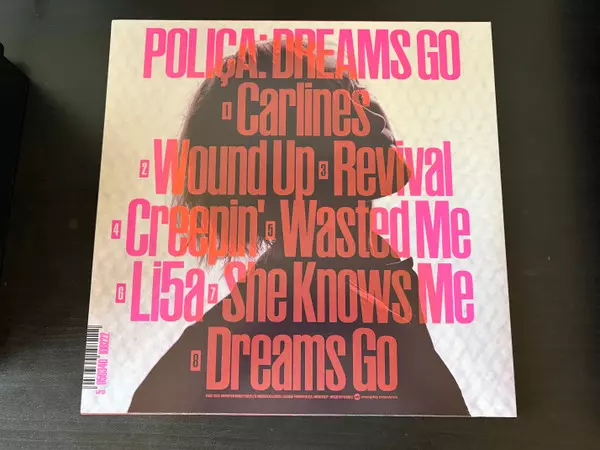 POLIÇA: DREAMS GO
1 Carlines
2 Wound Up 3 Revival
4 Creepin' 5 Wasted Me
6 Li5a 7 She Knows Me
8 Dreams Go